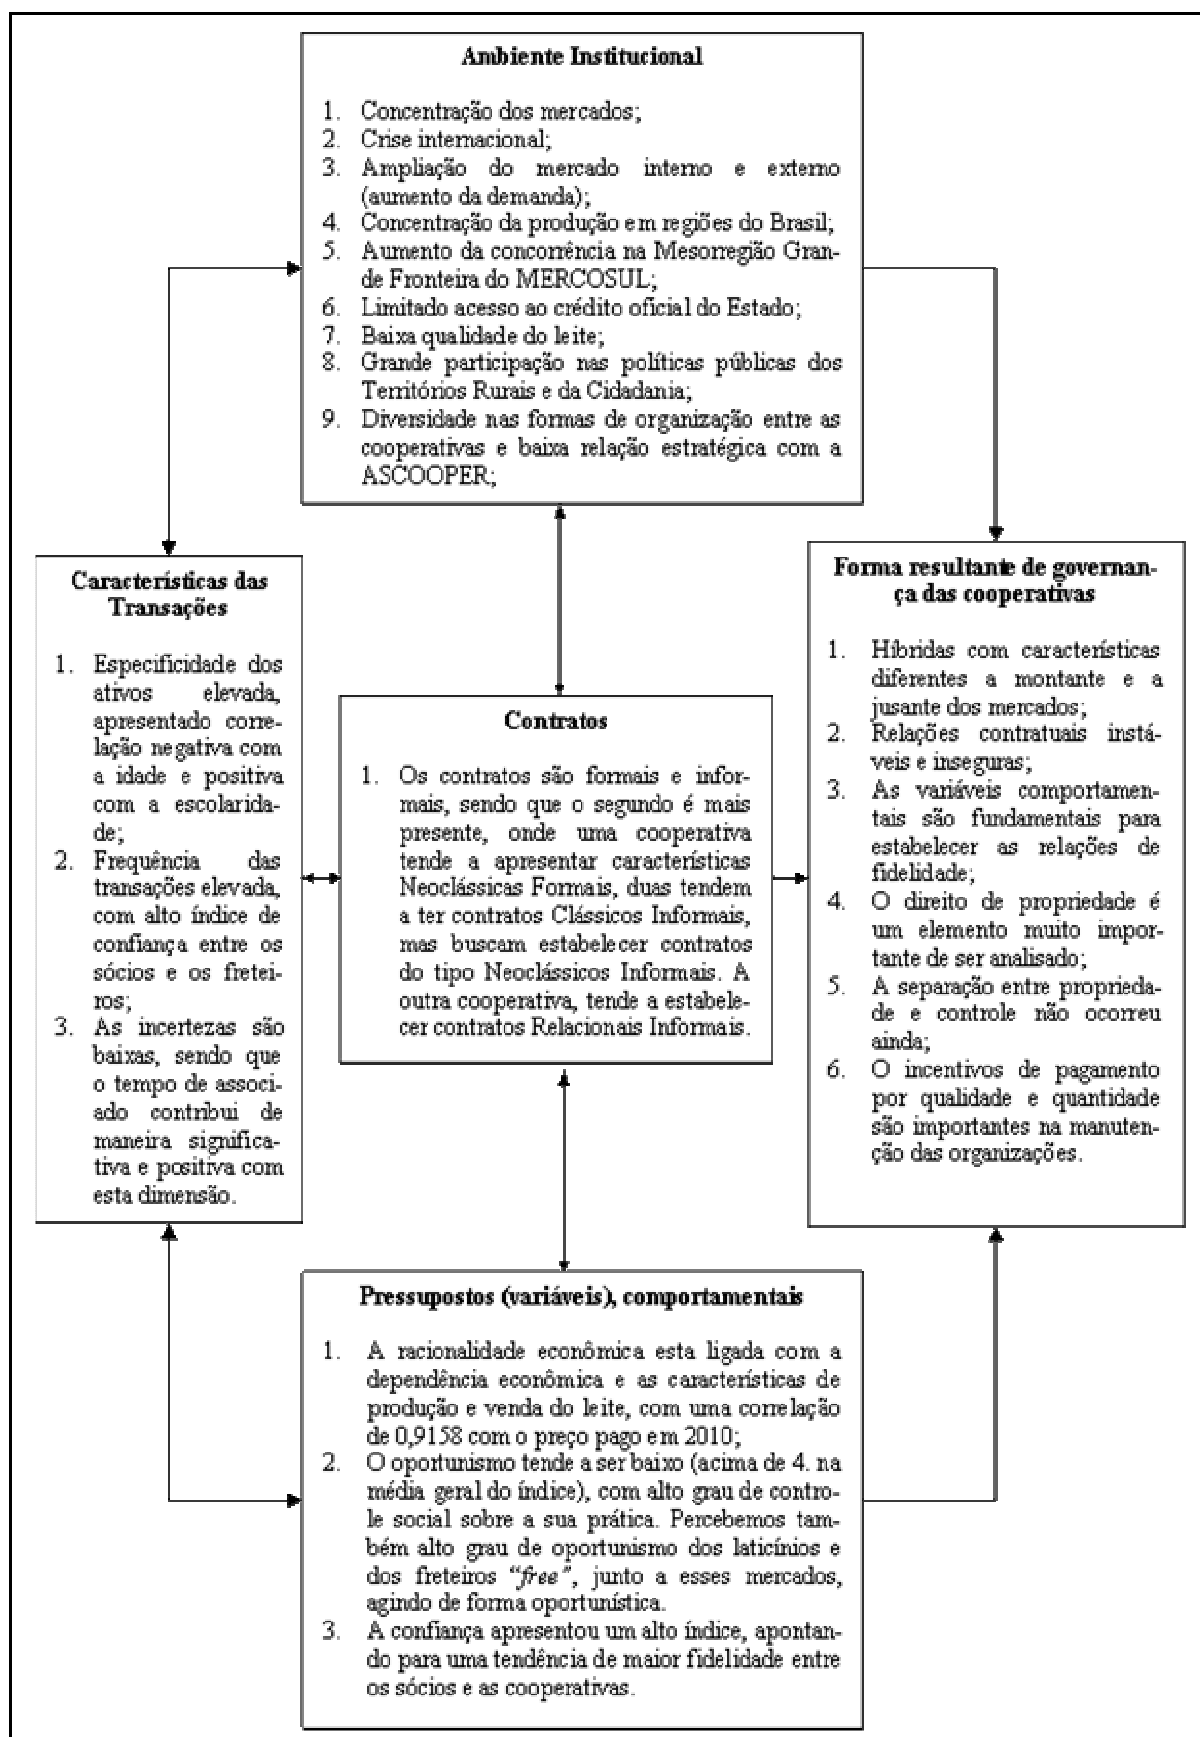 Ambiente Institucional
1. Concentração dos mercados;
2. Crise internacional;
3. Ampliação do mercado interno e externo
(aumento da demanda);
4. Concentração da produção em regiões do Brasil;
5. Aumento da concorrência na Mesorregião Gran-
de Fronteira do MERCOSUL;
6. Limitado acesso ao crédito oficial do Estado;
7. Baixa qualidade do leite;
8. Grande participação nas políticas públicas dos
Territórios Rurais e da Cidadania;
9. Diversidade nas formas de organização entre as
cooperativas e baixa relação estratégica com a
ASCOOPER;
Características das
Transações
1. Especificidade dos
ativos elevada,
apresentado corre-
lação negativa com
a idade e positiva
com a escolarida-
de;
2. Frequência das
transações elevada,
com alto índice de
confiança entre os
sócios e os fretei-
ros;
3. As incertezas são
baixas, sendo que
o tempo de associ-
ado contribui de
maneira significa-
tiva e positiva com
esta dimensão.
Contratos
1. Os contratos são formais e infor-
mais, sendo que o segundo é mais
presente, onde uma cooperativa
tende a apresentar características
Neoclássicas Formais, duas tendem
a ter contratos Clássicos Informais,
mas buscam estabelecer contratos
do tipo Neoclássicos Informais. A
outra cooperativa, tende a estabele-
cer contratos Relacionais Informais.
Forma resultante de governan-
ça das cooperativas
1. Híbridas com características
diferentes a montante e a
jusante dos mercados;
2. Relações contratuais instá-
veis e inseguras;
3. As variáveis comportamen-
tais são fundamentais para
estabelecer as relações de
fidelidade;
4. O direito de propriedade é
um elemento muito impor-
tante de ser analisado;
5. A separação entre proprieda-
de e controle não ocorreu
ainda;
6. O incentivos de pagamento
por qualidade e quantidade
são importantes na manuten-
ção das organizações.
Pressupostos (variáveis), comportamentais
1. A racionalidade econômica esta ligada com a
dependência econômica e as características de
produção e venda do leite, com uma correlação
de 0,9158 com o preço pago em 2010;
2. O oportunismo tende a ser baixo (acima de 4. na
média geral do índice), com alto grau de contro-
le social sobre a sua prática. Percebemos tam-
bém alto grau de oportunismo dos laticínios e
dos freteiros “free”, junto a esses mercados,
agindo de forma oportunística.
3. A confiança apresentou um alto índice, apontan-
do para uma tendência de maior fidelidade entre
os sócios e as cooperativas.